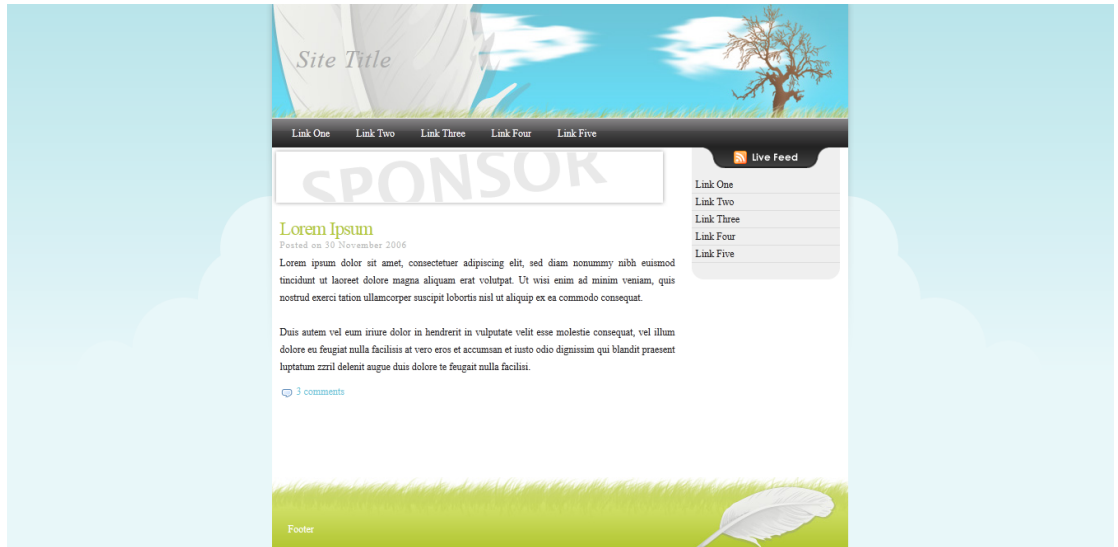 Site Title
Link One Link Two Link Three Link Four Link Five
SPONSOR
Live Feed
Link One
Link Two
Link Three
Link Four
Link Five
Lorem Ipsum
Posted on 30 November 2006
Lorem ipsum dolor sit amet, consectetuer adipiscing elit, sed diam nonummy nibh euismod
tincidunt ut laoreet dolore magna aliquam erat volutpat. Ut wisi enim ad minim veniam, quis
nostrud exerci tation ullamcorper suscipit lobortis nisl ut aliquip ex ea commodo consequat.
Duis autem vel eum iriure dolor in hendrerit in vulputate velit esse molestie consequat, vel illum
dolore eu feugiat nulla facilisis at vero eros et accumsan et iusto odio dignissim qui blandit praesent
luptatum zzril delenit augue duis dolore te feugait nulla facilisi.
3 comments
Footer